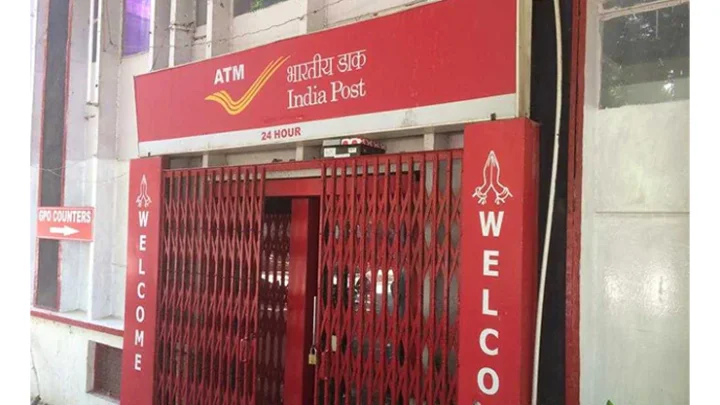 ATM
भारतीय डाक
India Post
24 HOUR
GPO COUNTERS
WELCOME
WELCO